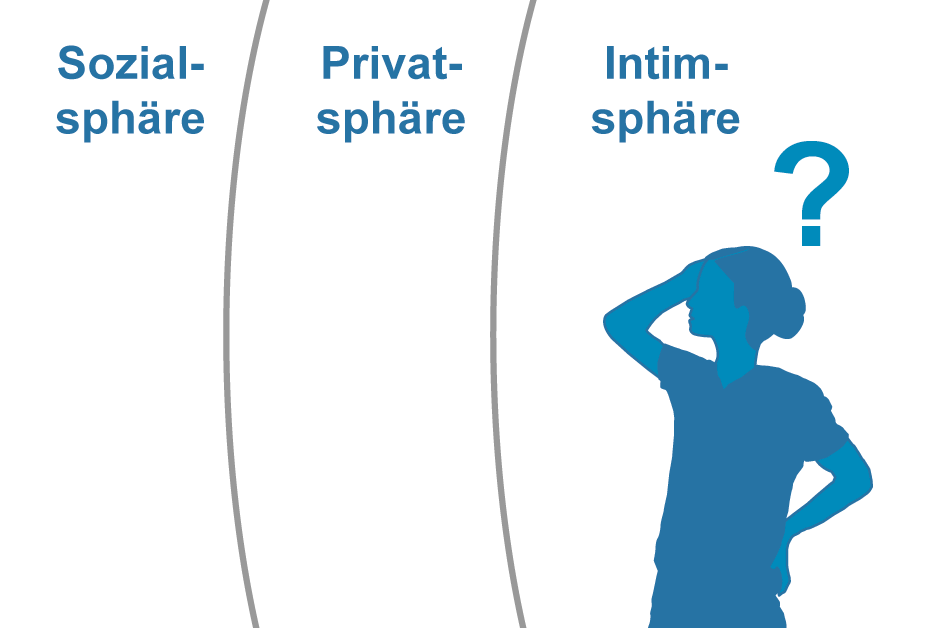 Sozial-
sphäre
Privat-
sphäre
Intim-
sphäre
?